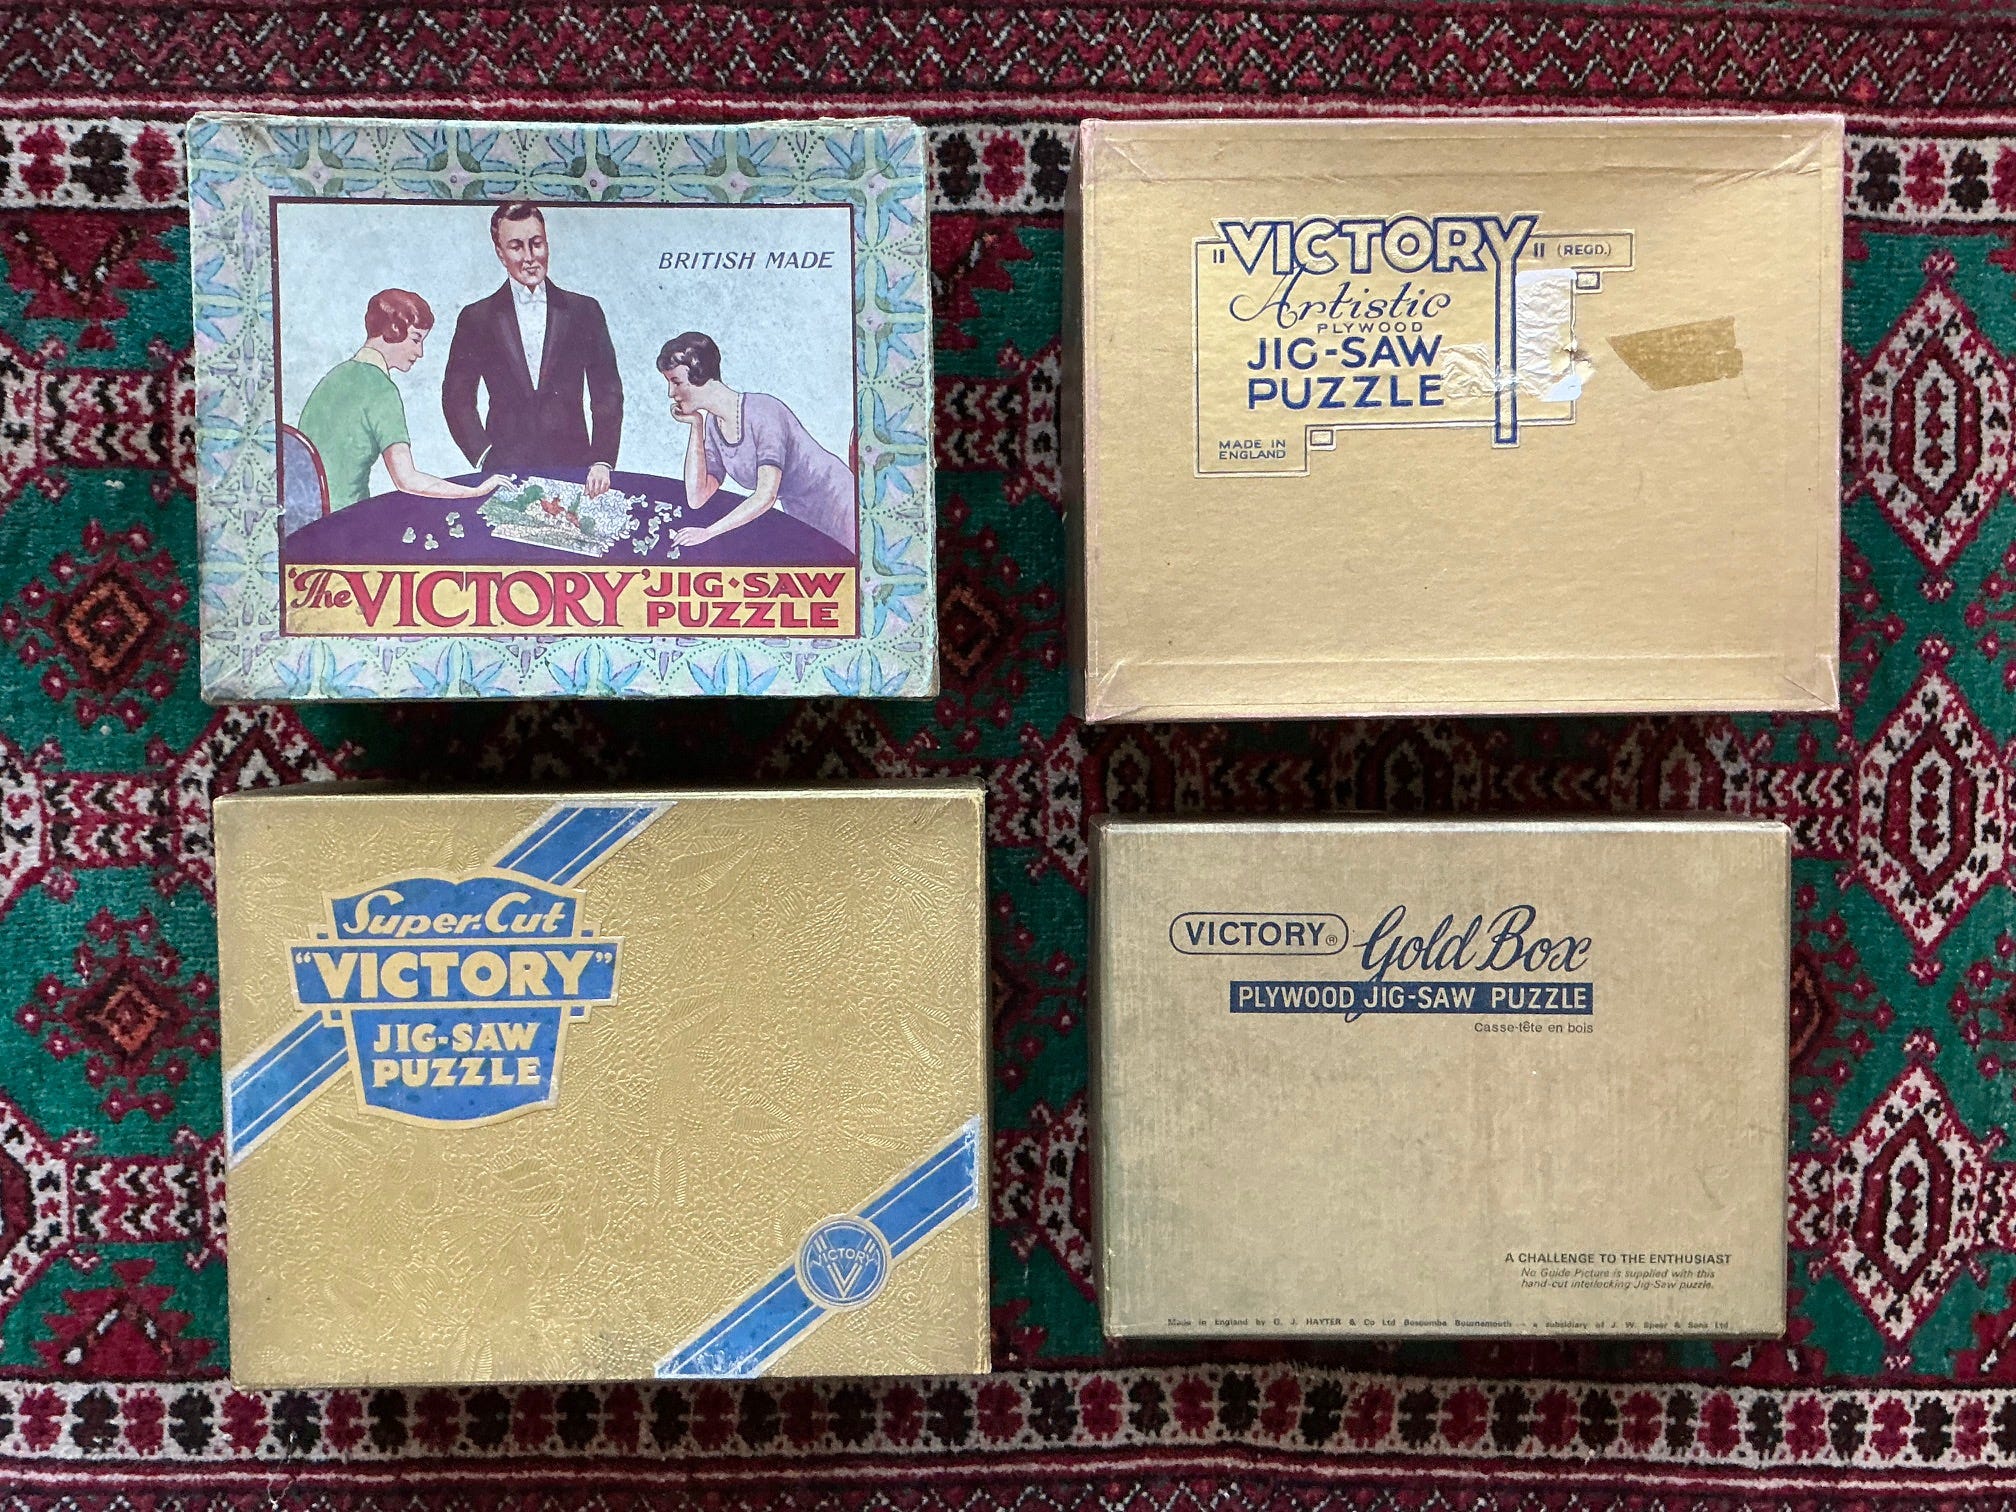 BRITISH MADE
'The VICTORY' JIG-SAW
PUZZLE
"VICTORY" (REGD.)
Artistic
PLYWOOD
JIG-SAW
PUZZLE
MADE IN
ENGLAND
Super-Cut
"VICTORY"
JIG-SAW
PUZZLE
"VICTORY"
V
VICTORY® Gold Box
PLYWOOD JIG-SAW PUZZLE
Casse-tête en bois
A CHALLENGE TO THE ENTHUSIAST
No Guide Picture is supplied with this
hand-cut interlocking Jig-Saw puzzle.
Made in England by G. J. HAYTER & Co Ltd Boscombe Bournemouth – a subsidiary of J. W. Spear & Sons Ltd